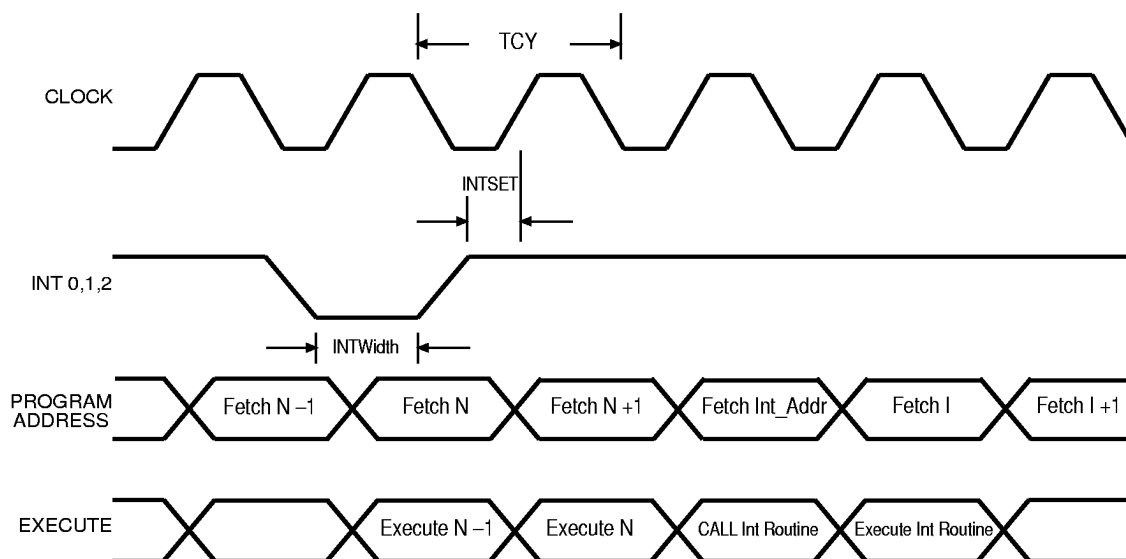 TCY
CLOCK
INTSET
INT 0,1,2
INTWidth
PROGRAM
ADDRESS
Fetch N –1
Fetch N
Fetch N +1
Fetch Int_Addr
Fetch I
Fetch I +1
EXECUTE
Execute N –1
Execute N
CALL Int Routine
Execute Int Routine